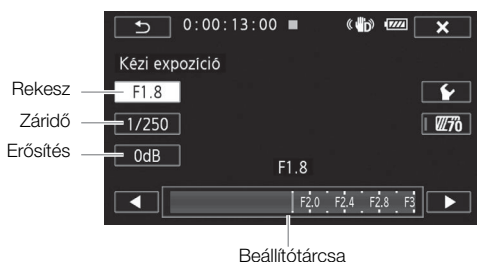 0:00:13:00
Kézi expozíció
Rekesz
F1.8
Záridő
1/250
70
Erősítés
0dB
F1.8
F2.0 F2.4 F2.8 F3
Beállítótárcsa